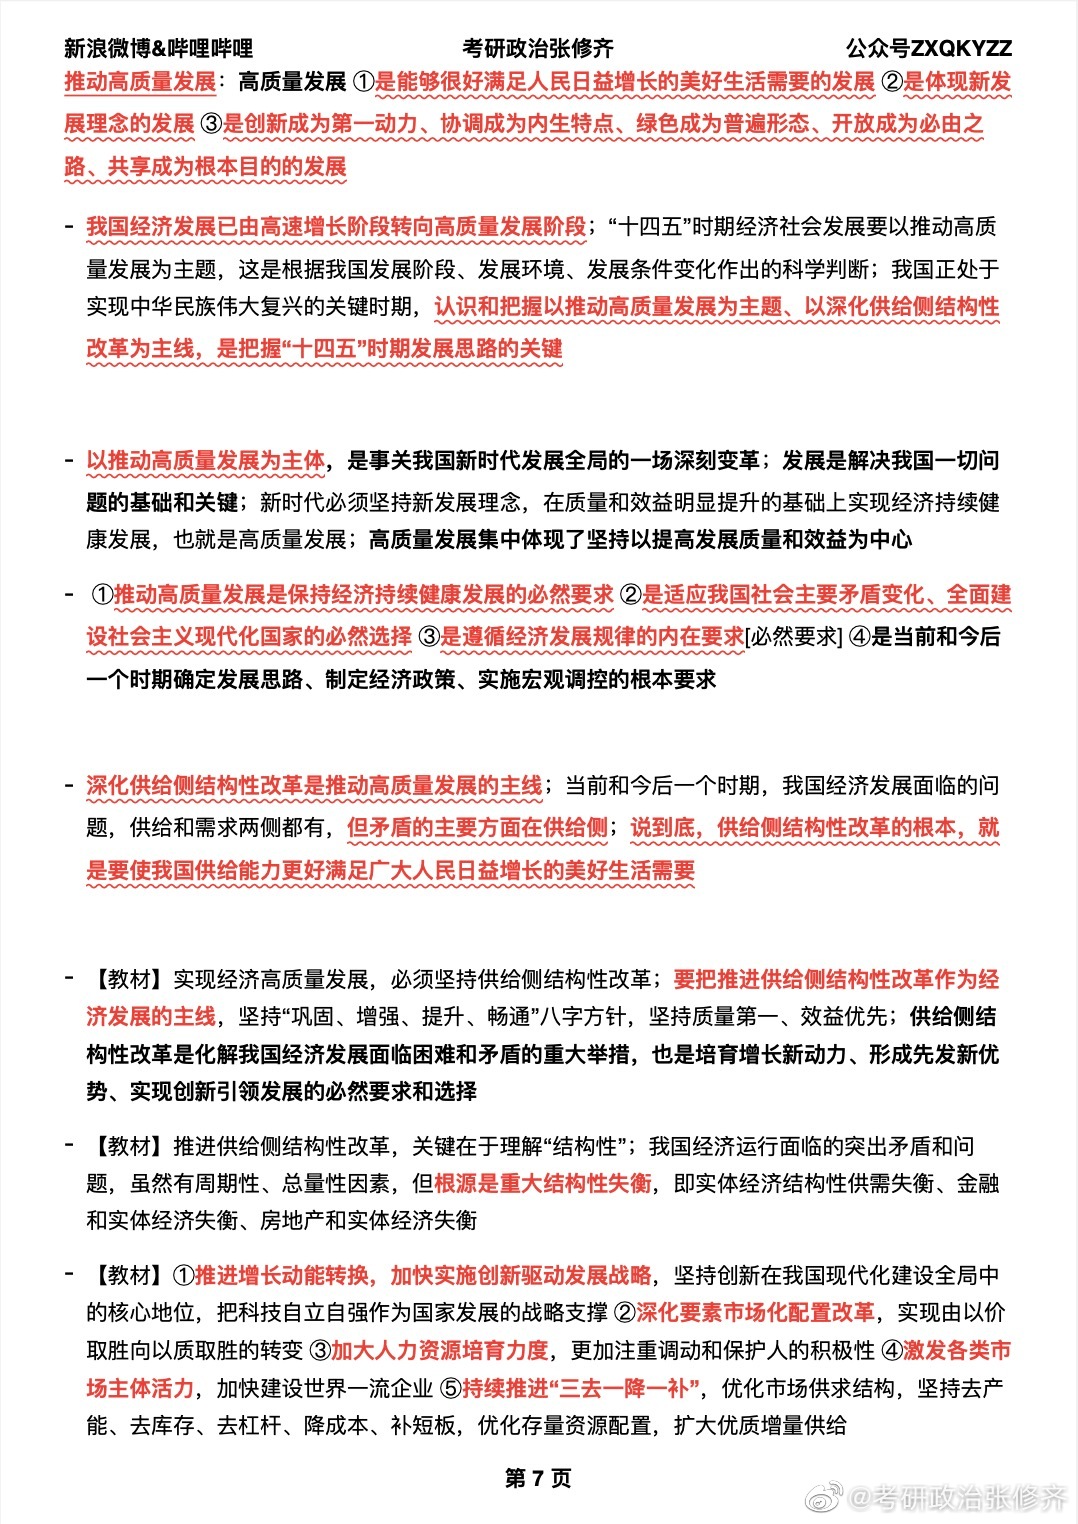 新浪微博&哔哩哔哩 考研政治张修齐 公众号ZXQKYZZ
推动高质量发展：高质量发展 ①是能够很好满足人民日益增长的美好生活需要的发展 ②是体现新发
展理念的发展 ③是创新成为第一动力、协调成为内生特点、绿色成为普遍形态、开放成为必由之
路、共享成为根本目的的发展
- 我国经济发展已由高速增长阶段转向高质量发展阶段；“十四五”时期经济社会发展要以推动高质
量发展为主题，这是根据我国发展阶段、发展环境、发展条件变化作出的科学判断；我国正处于
实现中华民族伟大复兴的关键时期，认识和把握以推动高质量发展为主题、以深化供给侧结构性
改革为主线，是把握“十四五”时期发展思路的关键
- 以推动高质量发展为主体，是事关我国新时代发展全局的一场深刻变革；发展是解决我国一切问
题的基础和关键；新时代必须坚持新发展理念，在质量和效益明显提升的基础上实现经济持续健
康发展，也就是高质量发展；高质量发展集中体现了坚持以提高发展质量和效益为中心
- ①推动高质量发展是保持经济持续健康发展的必然要求 ②是适应我国社会主要矛盾变化、全面建
设社会主义现代化国家的必然选择 ③是遵循经济发展规律的内在要求[必然要求] ④是当前和今后
一个时期确定发展思路、制定经济政策、实施宏观调控的根本要求
- 深化供给侧结构性改革是推动高质量发展的主线；当前和今后一个时期，我国经济发展面临的问
题，供给和需求两侧都有，但矛盾的主要方面在供给侧；说到底，供给侧结构性改革的根本，就
是要使我国供给能力更好满足广大人民日益增长的美好生活需要
- 【教材】实现经济高质量发展，必须坚持供给侧结构性改革；要把推进供给侧结构性改革作为经
济发展的主线，坚持“巩固、增强、提升、畅通”八字方针，坚持质量第一、效益优先；供给侧结
构性改革是化解我国经济发展面临困难和矛盾的重大举措，也是培育增长新动力、形成先发新优
势、实现创新引领发展的必然要求和选择
- 【教材】推进供给侧结构性改革，关键在于理解“结构性”；我国经济运行面临的突出矛盾和问
题，虽然有周期性、总量性因素，但根源是重大结构性失衡，即实体经济结构性供需失衡、金融
和实体经济失衡、房地产和实体经济失衡
- 【教材】①推进增长动能转换，加快实施创新驱动发展战略，坚持创新在我国现代化建设全局中
的核心地位，把科技自立自强作为国家发展的战略支撑 ②深化要素市场化配置改革，实现由以价
取胜向以质取胜的转变 ③加大人力资源培育力度，更加注重调动和保护人的积极性 ④激发各类市
场主体活力，加快建设世界一流企业 ⑤持续推进“三去一降一补”，优化市场供求结构，坚持去产
能、去库存、去杠杆、降成本、补短板，优化存量资源配置，扩大优质增量供给
第 7 页
@考研政治张修齐